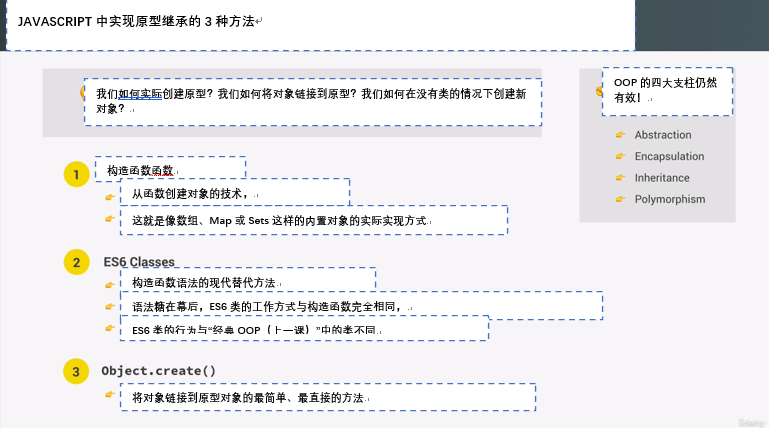 JAVASCRIPT 中实现原型继承的 3 种方法
我们如何实际创建原型？我们如何将对象链接到原型？我们如何在没有类的情况下创建新
对象？
OOP 的四大支柱仍然
有效！
Abstraction
Encapsulation
Inheritance
Polymorphism
1
构造函数函数
从函数创建对象的技术，
这就是像数组、Map 或 Sets 这样的内置对象的实际实现方式
2
ES6 Classes
构造函数语法的现代替代方法
语法糖在幕后，ES6 类的工作方式与构造函数完全相同，
ES6 类的行为与“经典 OOP（上一课）”中的类不同
3
Object.create()
将对象链接到原型对象的最简单、最直接的方法
Udemy